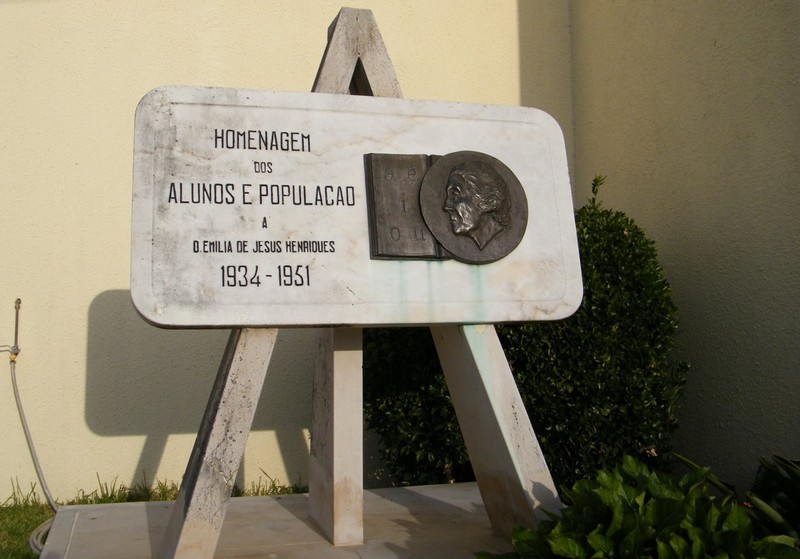 HOMENAGEM
DOS
ALUNOS E POPULACAO
A
D. EMILIA DE JESUS HENRIQUES
1934 - 1951
A e
i
O u